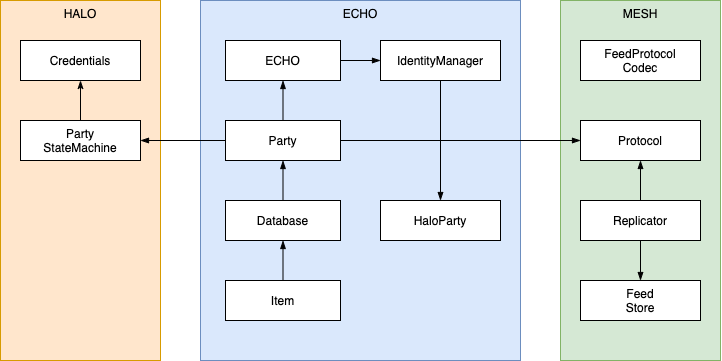 HALO
Credentials
Party
StateMachine
ECHO
ECHO
IdentityManager
Party
Database
HaloParty
Item
MESH
FeedProtocol
Codec
Protocol
Replicator
Feed
Store